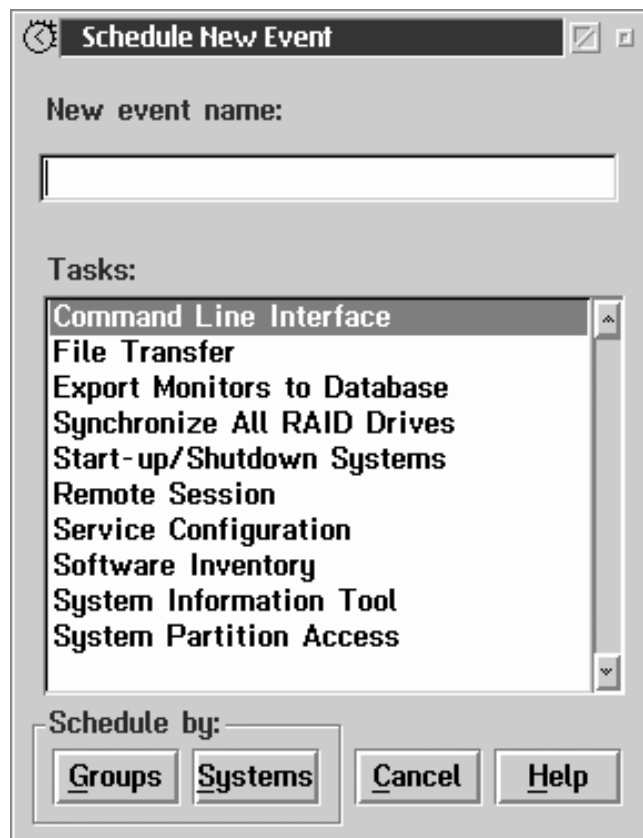 Schedule New Event
New event name:
Tasks:
Command Line Interface
File Transfer
Export Monitors to Database
Synchronize All RAID Drives
Start-up/Shutdown Systems
Remote Session
Service Configuration
Software Inventory
System Information Tool
System Partition Access
Schedule by:
Groups Systems Cancel Help